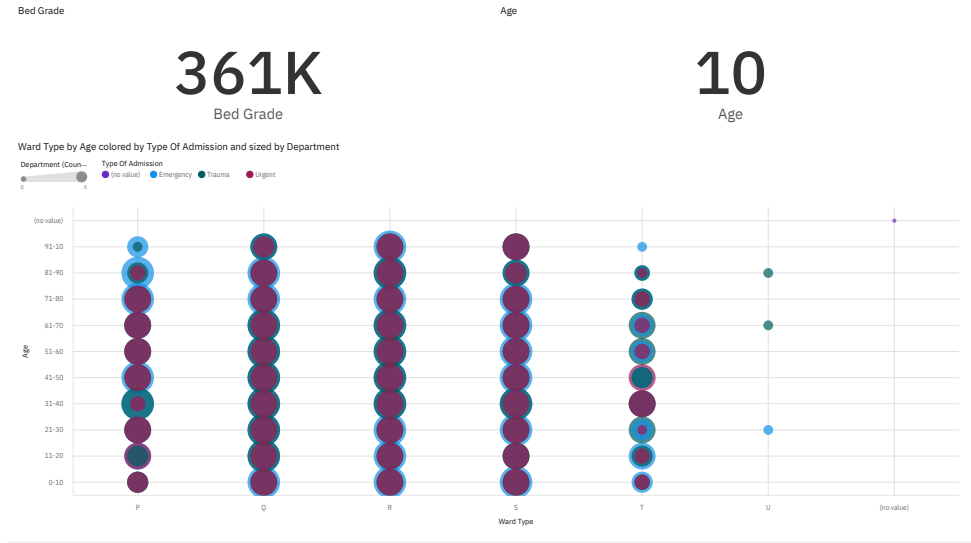 Bed Grade
Age
361K
Bed Grade
10
Age
Ward Type by Age colored by Type Of Admission and sized by Department
Department (Coun...
0 5
Type Of Admission
(no value) Emergency Trauma Urgent
Age
(no value)
91-10
81-90
71-80
61-70
51-60
41-50
31-40
21-30
11-20
0-10
P Q R S T U (no value)
Ward Type